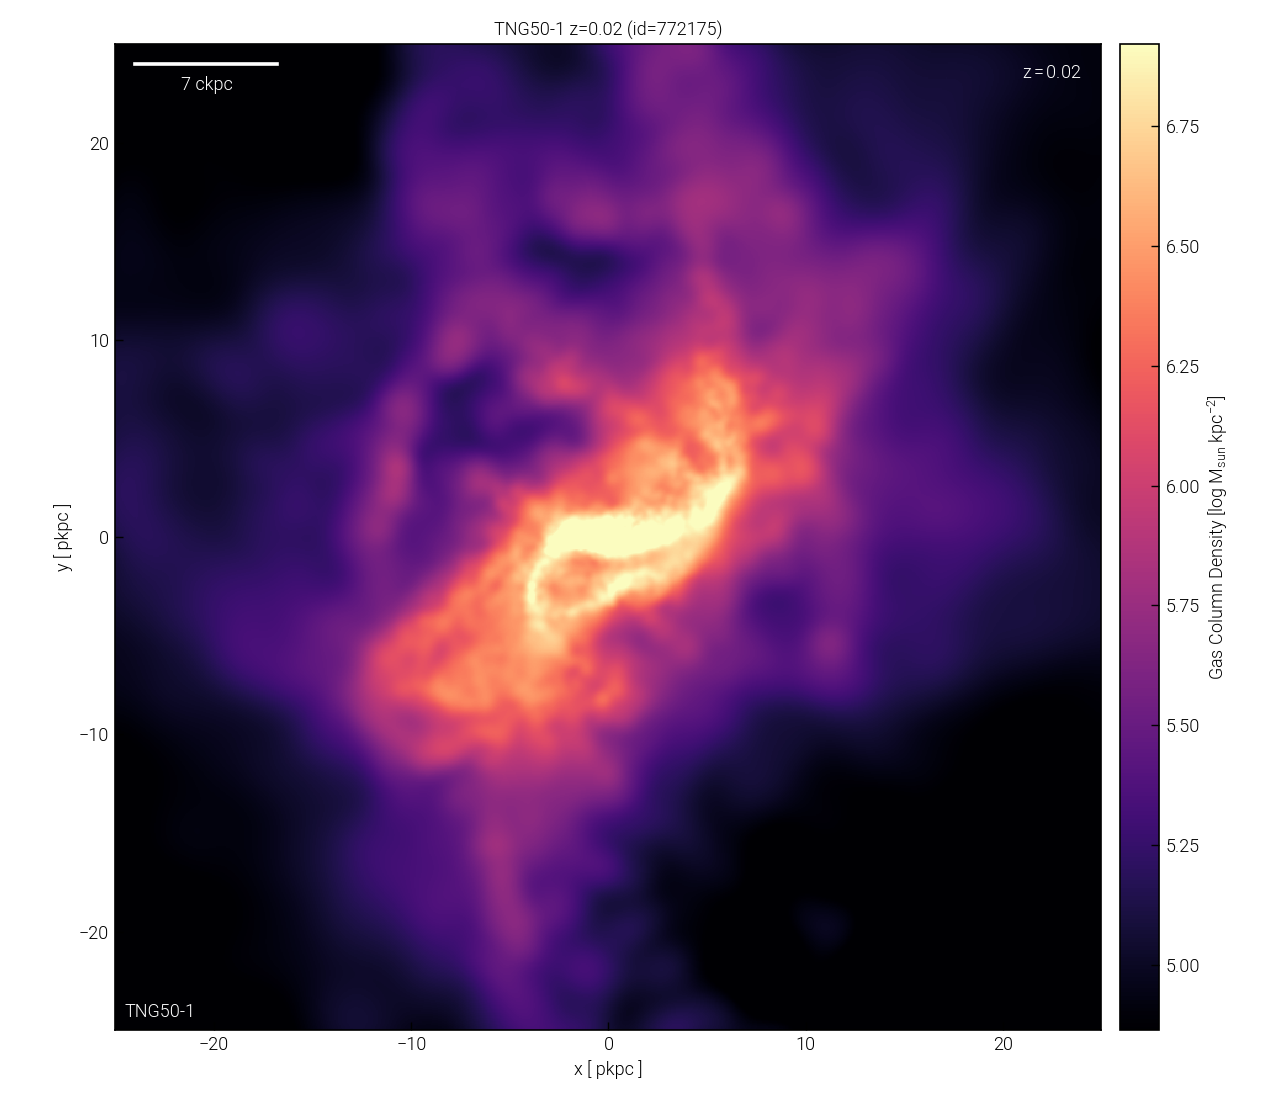 TNG50-1 z=0.02 (id=772175)
7 ckpc
z=0.02
TNG50-1
20
10
0
−10
−20
y [ pkpc ]
−20
−10
0
10
20
x [ pkpc ]
6.75
6.50
6.25
6.00
5.75
5.50
5.25
5.00
Gas Column Density [log M_sun kpc^−2]